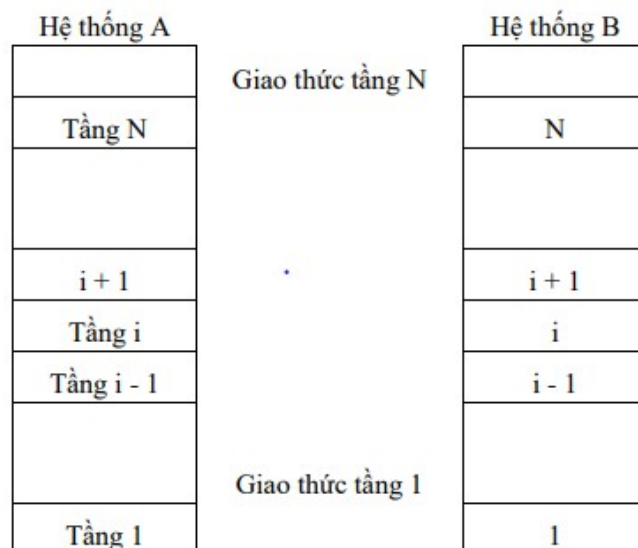 Hệ thống A
Hệ thống B
Giao thức tầng N
Tầng N
N
i + 1
i + 1
Tầng i
i
Tầng i - 1
i - 1
Giao thức tầng 1
Tầng 1
1